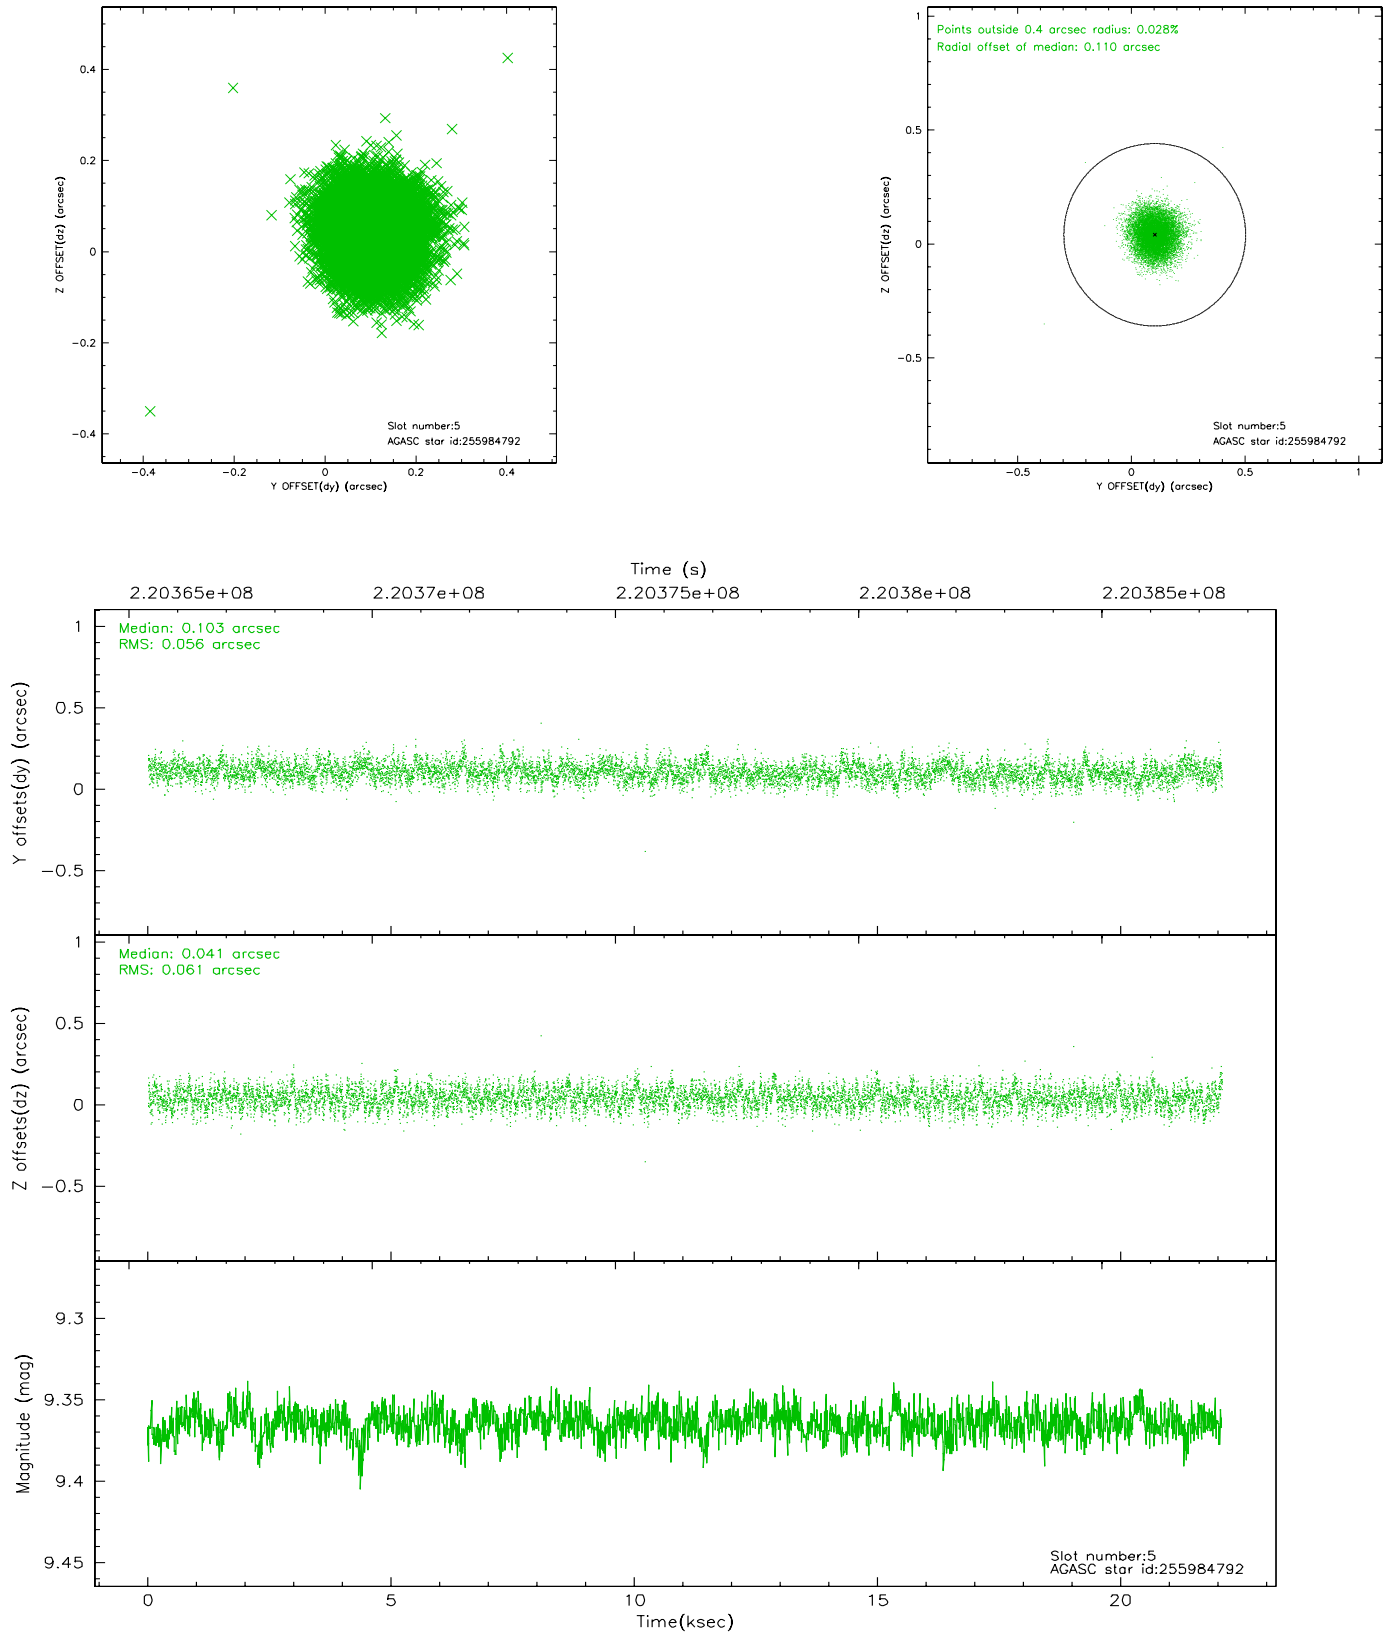 0.4
0.2
0
−0.2
−0.4
Z OFFSET(dz) (arcsec)
−0.4
−0.2
0
0.2
0.4
Y OFFSET(dy) (arcsec)
Slot number:5
AGASC star id:255984792
Points outside 0.4 arcsec radius: 0.028%
Radial offset of median: 0.110 arcsec
1
0.5
0
−0.5
Z OFFSET(dz) (arcsec)
−0.5
0
0.5
1
Y OFFSET(dy) (arcsec)
Slot number:5
AGASC star id:255984792
Time (s)
2.20365e+08
2.2037e+08
2.20375e+08
2.2038e+08
2.20385e+08
Median: 0.103 arcsec
RMS: 0.056 arcsec
1
0.5
0
−0.5
Y offsets(dy) (arcsec)
Median: 0.041 arcsec
RMS: 0.061 arcsec
1
0.5
0
−0.5
Z offsets(dz) (arcsec)
9.3
9.35
9.4
9.45
Magnitude (mag)
Slot number:5
AGASC star id:255984792
0
5
10
15
20
Time(ksec)